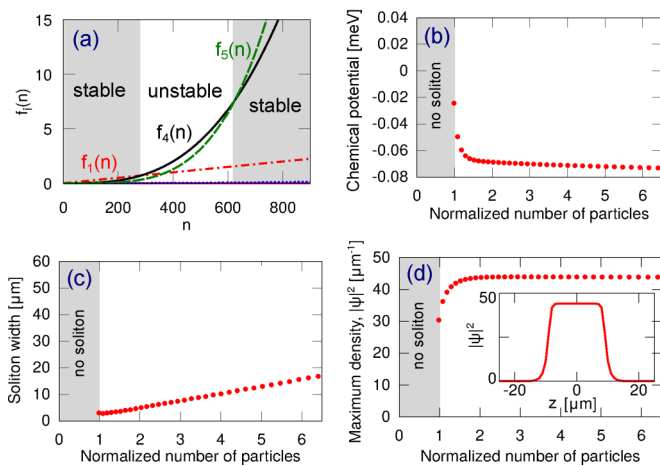 (a)
f₅(n)
stable
unstable
stable
f₄(n)
f₁(n)
fᵢ(n)
15
10
5
0
0 200 400 600 800
n
(b)
no soliton
Chemical potential [meV]
0.04
0.02
0
-0.02
-0.04
-0.06
-0.08
0 1 2 3 4 5 6
Normalized number of particles
(c)
no soliton
Soliton width [µm]
60
50
40
30
20
10
0
0 1 2 3 4 5 6
Normalized number of particles
(d)
no soliton
Maximum density, |ψ|² [µm⁻¹]
60
50
40
30
20
10
0
|ψ|²
50
0
-20 0 20
z [µm]
0 1 2 3 4 5 6
Normalized number of particles